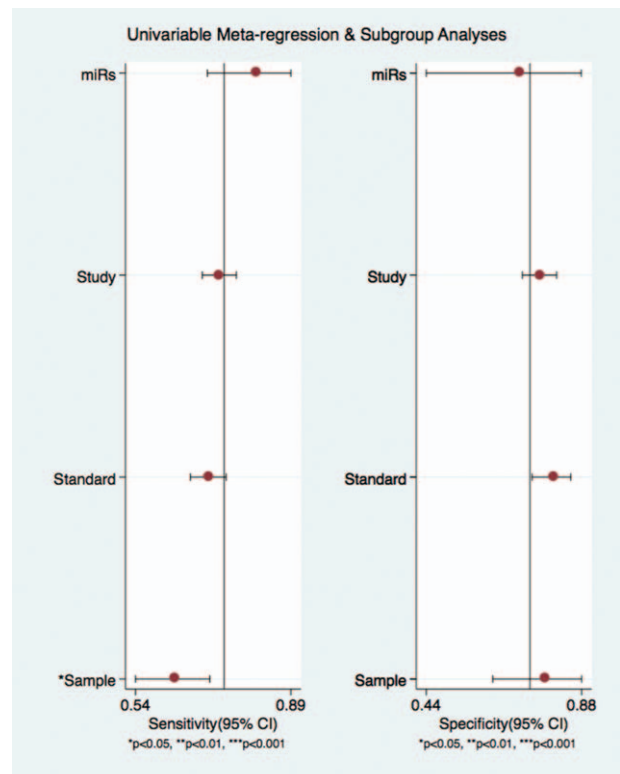 Univariable Meta-regression & Subgroup Analyses
miRs
Study
Standard
*Sample
0.54 0.89
Sensitivity(95% CI)
*p<0.05, **p<0.01, ***p<0.001
miRs
Study
Standard
Sample
0.44 0.88
Specificity(95% CI)
*p<0.05, **p<0.01, ***p<0.001